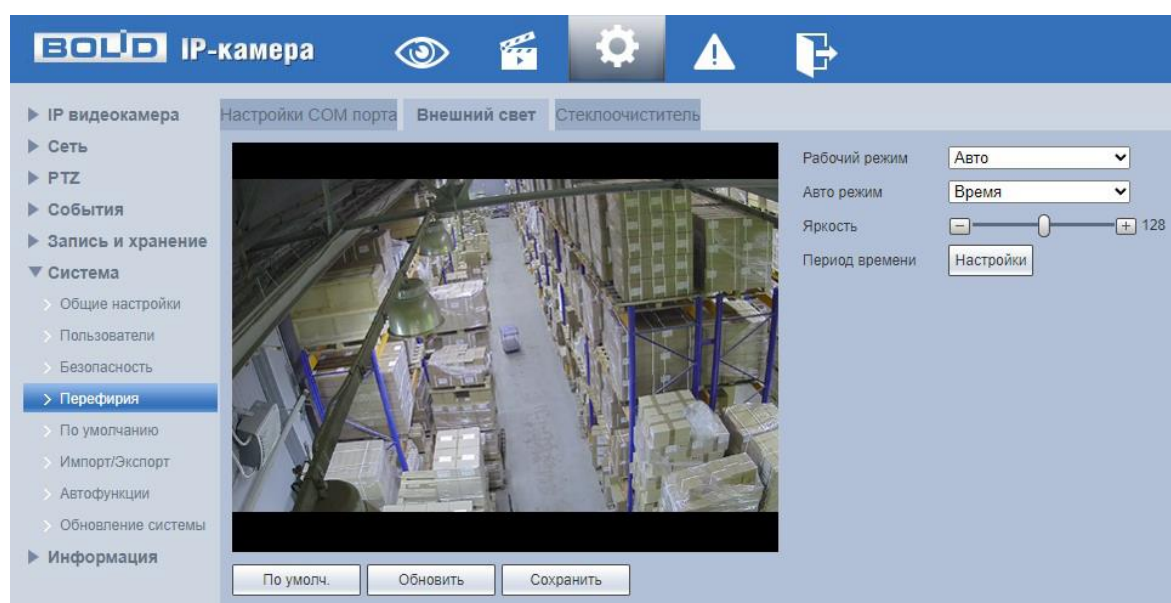 BOLID IP-камера
IP видеокамера
Сеть
PTZ
События
Запись и хранение
Система
Общие настройки
Пользователи
Безопасность
Перефирия
По умолчанию
Импорт/Экспорт
Автофункции
Обновление системы
Информация
Настройки COM порта Внешний свет Стеклоочиститель
Рабочий режим Авто
Авто режим Время
Яркость 128
Период времени Настройки
По умолч. Обновить Сохранить